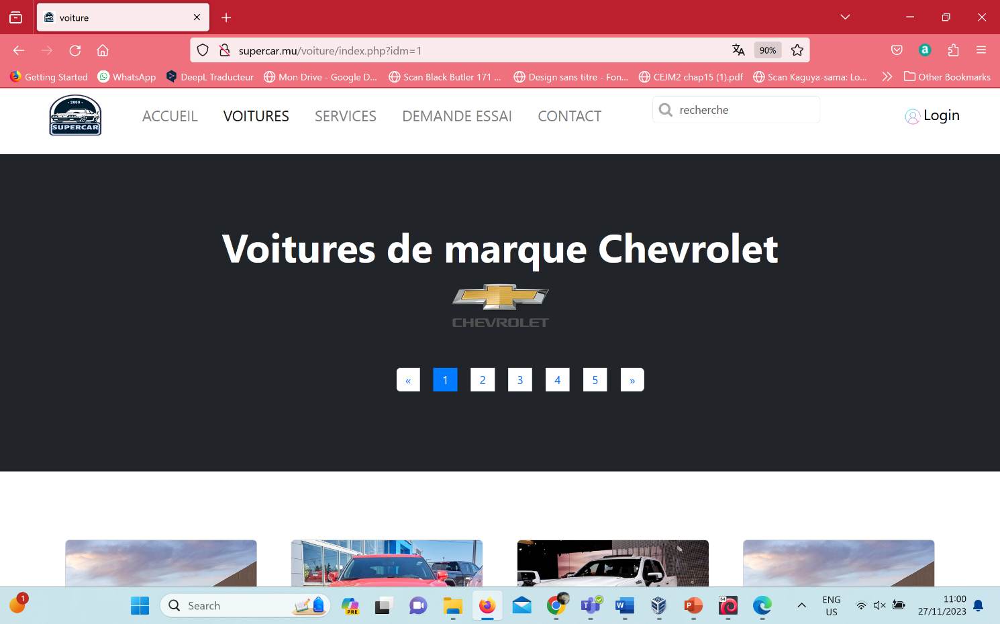 voiture
supercar.mu/voiture/index.php?idm=1
90%
a
Getting Started
WhatsApp
DeepL Traducteur
Mon Drive - Google D...
Scan Black Butler 171 ...
Design sans titre - Fon...
CEJM2 chap15 (1).pdf
Scan Kaguya-sama: Lo...
Other Bookmarks
• 2009 •
SUPERCAR
ACCUEIL
VOITURES
SERVICES
DEMANDE ESSAI
CONTACT
recherche
Login
Voitures de marque Chevrolet
CHEVROLET
« 1 2 3 4 5 »
1
Search
PRE
T
W
P
64
ENG
US
11:00
27/11/2023